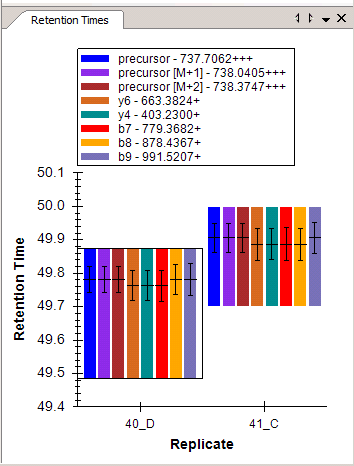 Retention Times
precursor - 737.7062+++
precursor [M+1] - 738.0405+++
precursor [M+2] - 738.3747+++
y6 - 663.3824+
y4 - 403.2300+
b7 - 779.3682+
b8 - 878.4367+
b9 - 991.5207+
50.1
50.0
49.9
49.8
49.7
49.6
49.5
49.4
Retention Time
40_D
41_C
Replicate